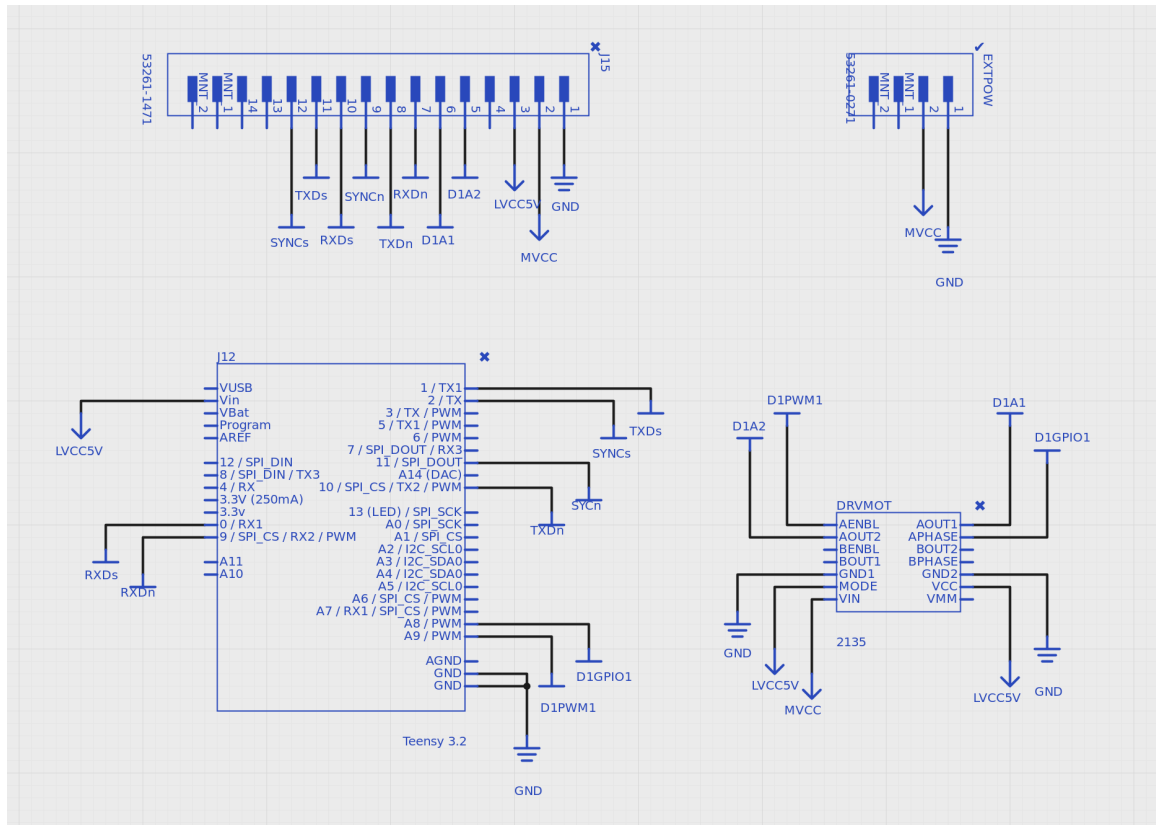 J15
53261-1471
MNT 2
MNT 1
14
13
12
11
10
9
8
7
6
5
4
3
2
1
TXDs
SYNCn
RXDn
D1A2
LVCC5V
GND
SYNCs
RXDs
TXDn
D1A1
MVCC
EXTPOW
53261-0271
MNT 2
MNT 1
2
1
MVCC
GND
J12
VUSB
Vin
VBat
Program
AREF
12 / SPI_DIN
8 / SPI_DIN / TX3
4 / RX
3.3V (250mA)
3.3v
0 / RX1
9 / SPI_CS / RX2 / PWM
A11
A10
1 / TX1
2 / TX
3 / TX / PWM
5 / TX1 / PWM
6 / PWM
7 / SPI_DOUT / RX3
11 / SPI_DOUT
A14 (DAC)
10 / SPI_CS / TX2 / PWM
13 (LED) / SPI_SCK
A0 / SPI_SCK
A1 / SPI_CS
A2 / I2C_SCL0
A3 / I2C_SDA0
A4 / I2C_SDA0
A5 / I2C_SCL0
A6 / SPI_CS / PWM
A7 / RX1 / SPI_CS / PWM
A8 / PWM
A9 / PWM
AGND
GND
GND
LVCC5V
RXDs
RXDn
TXDs
SYNCs
SYCn
TXDn
D1GPIO1
D1PWM1
Teensy 3.2
GND
D1PWM1
D1A2
D1A1
D1GPIO1
DRVMOT
AENBL
AOUT2
BENBL
BOUT1
GND1
MODE
VIN
AOUT1
APHASE
BOUT2
BPHASE
GND2
VCC
VMM
2135
GND
LVCC5V
MVCC
LVCC5V
GND